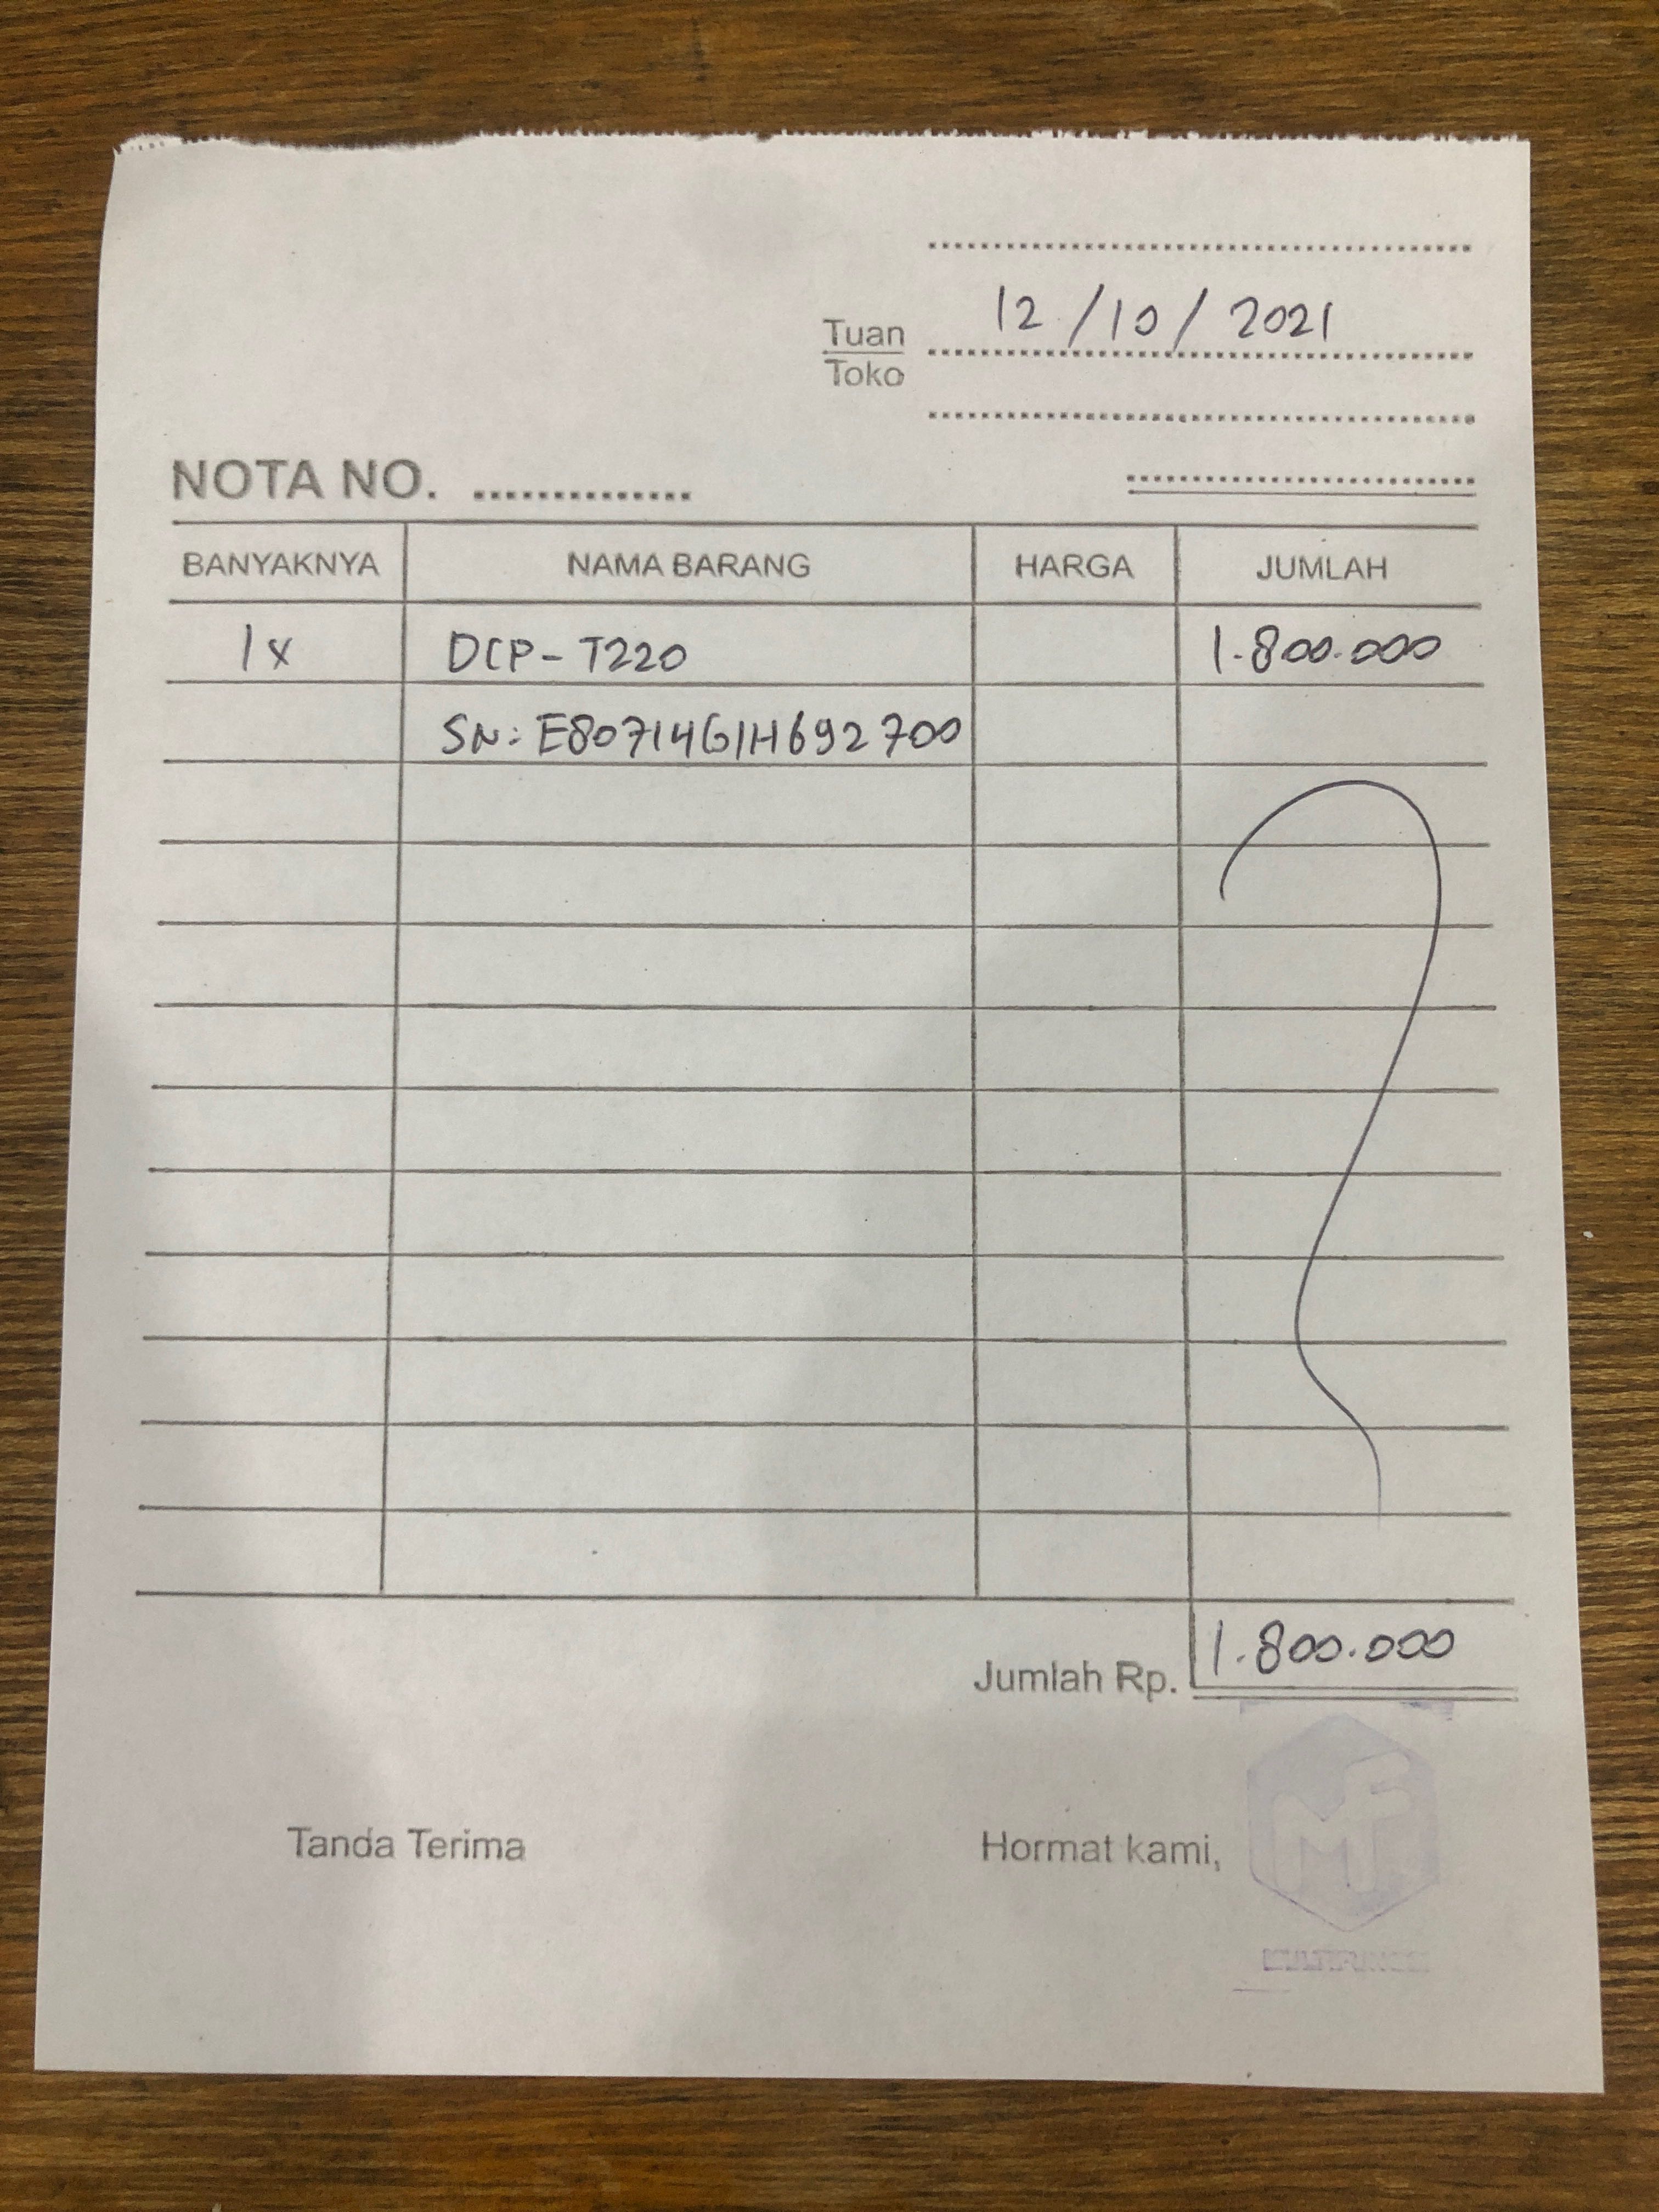 12/10/2021
Tuan
Toko
NOTA NO. ..............
BANYAKNYA NAMA BARANG HARGA JUMLAH
1x DCP-T220 1.800.000
SN: E80714G1H692700
Jumlah Rp. 1.800.000
Tanda Terima Hormat kami,
MF